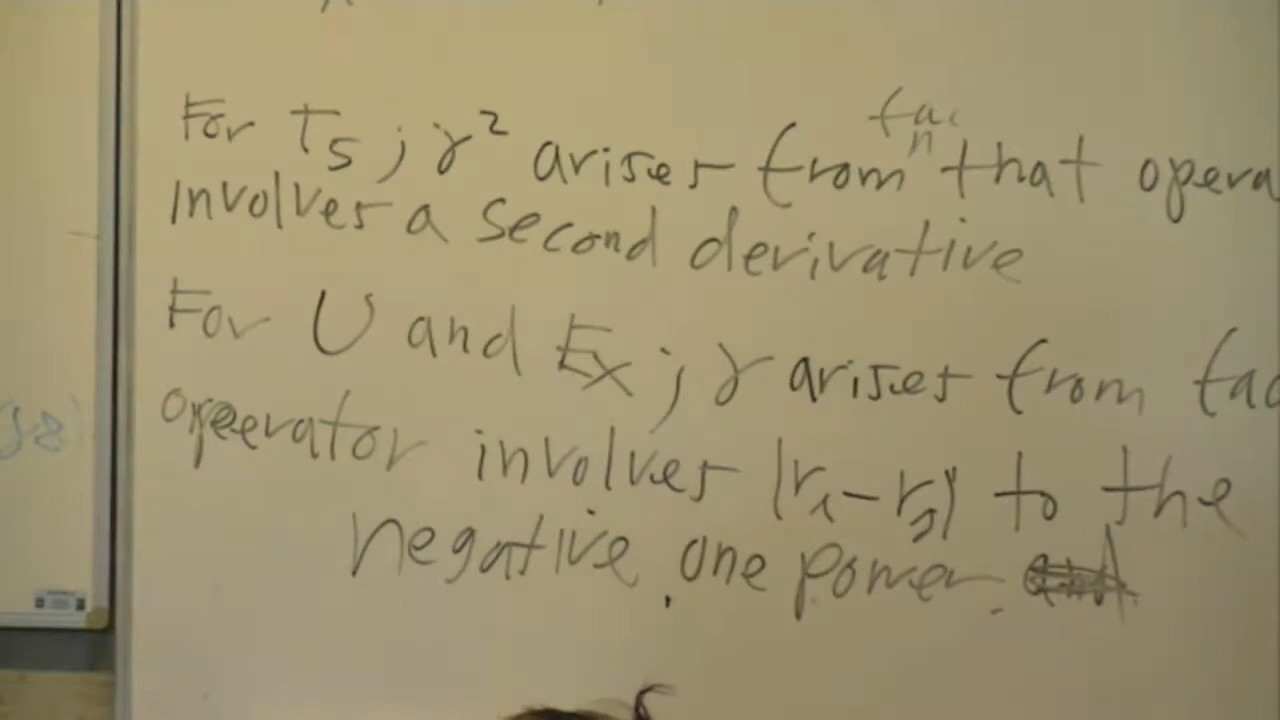 For Ts ; γ² arises from that opera
involves a second derivative
For U and Ex ; γ arises from fac
operator involves |r₁-r₂| to the
negative one power